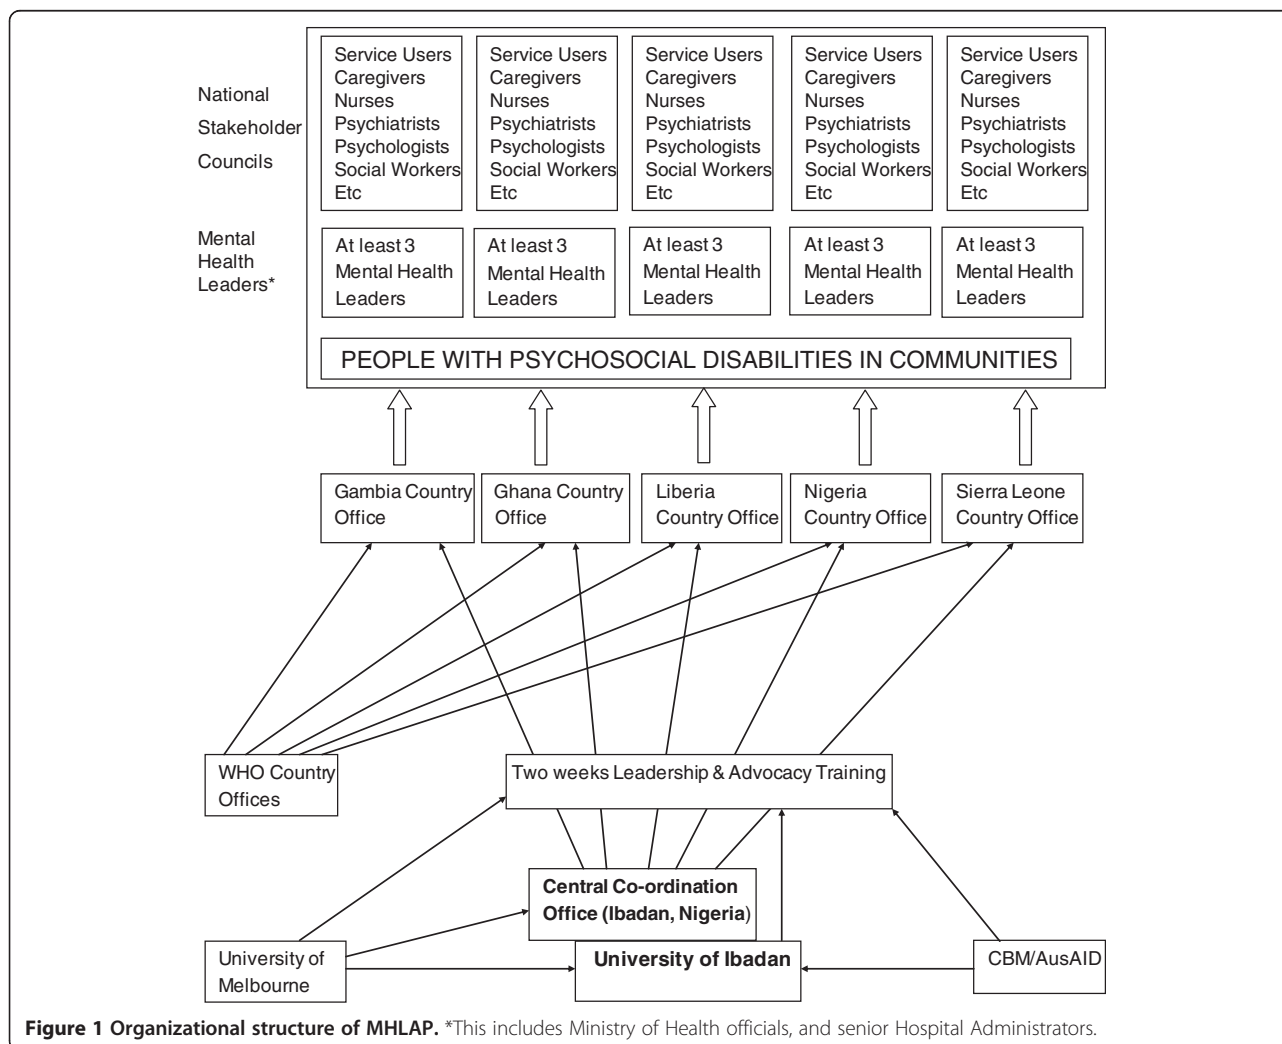 National
Stakeholder
Councils
Service Users
Caregivers
Nurses
Psychiatrists
Psychologists
Social Workers
Etc
Service Users
Caregivers
Nurses
Psychiatrists
Psychologists
Social Workers
Etc
Service Users
Caregivers
Nurses
Psychiatrists
Psychologists
Social Workers
Etc
Service Users
Caregivers
Nurses
Psychiatrists
Psychologists
Social Workers
Etc
Service Users
Caregivers
Nurses
Psychiatrists
Psychologists
Social Workers
Etc
Mental
Health
Leaders*
At least 3
Mental Health
Leaders
At least 3
Mental Health
Leaders
At least 3
Mental Health
Leaders
At least 3
Mental Health
Leaders
At least 3
Mental Health
Leaders
PEOPLE WITH PSYCHOSOCIAL DISABILITIES IN COMMUNITIES
Gambia Country
Office
Ghana Country
Office
Liberia
Country Office
Nigeria
Country Office
Sierra Leone
Country Office
WHO Country
Offices
Two weeks Leadership & Advocacy Training
Central Co-ordination
Office (Ibadan, Nigeria)
University of
Melbourne
University of Ibadan
CBM/AusAID
Figure 1 Organizational structure of MHLAP. *This includes Ministry of Health officials, and senior Hospital Administrators.